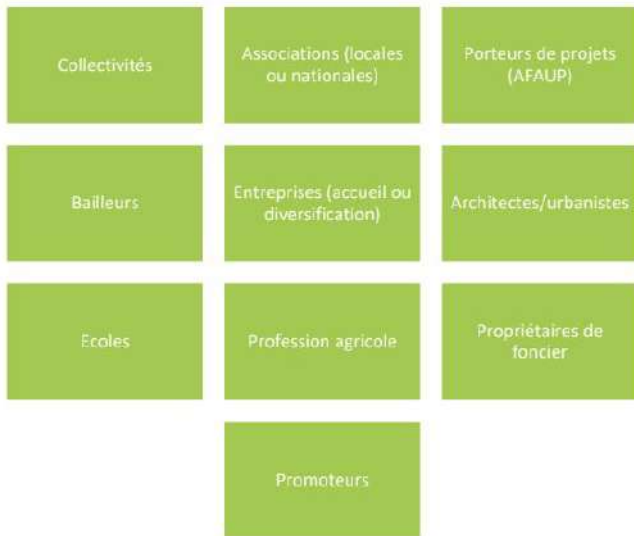 Collectivités
Associations (locales
ou nationales)
Porteurs de projets
(AFAUP)
Bailleurs
Entreprises (accueil ou
diversification)
Architectes/urbanistes
Ecoles
Profession agricole
Propriétaires de
foncier
Promoteurs